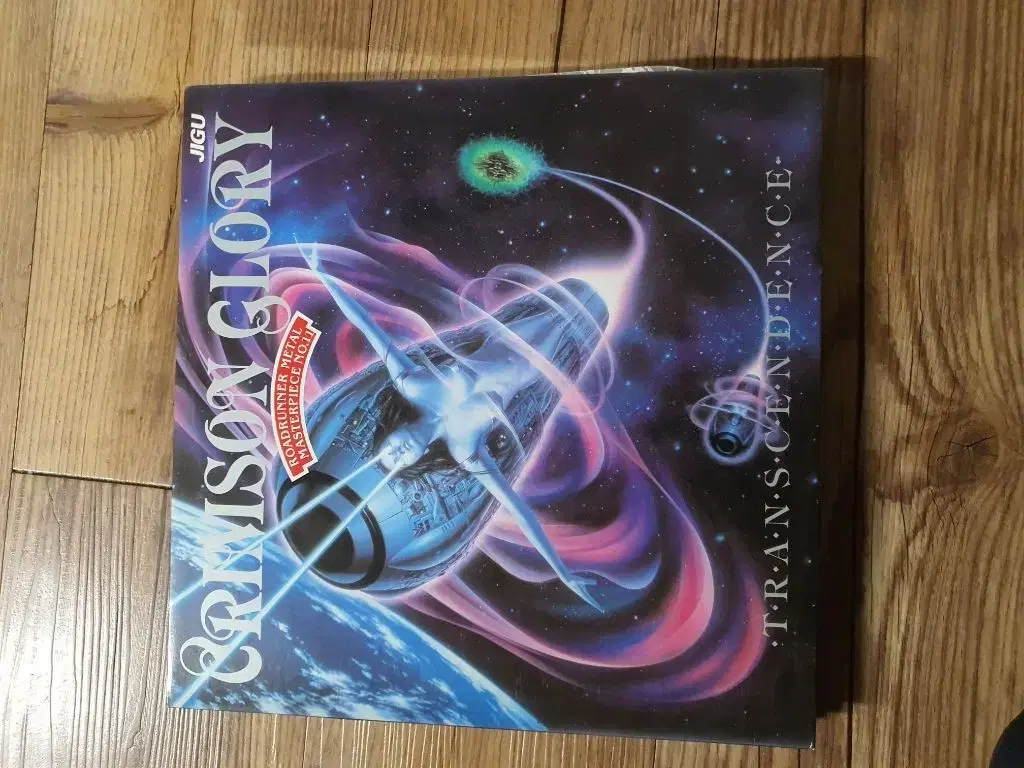 JIGU
CRIMSON GLORY
ROADRUNNER METAL
MASTERPIECE NO.11
·T·R·A·N·S·C·E·N·D·E·N·C·E·